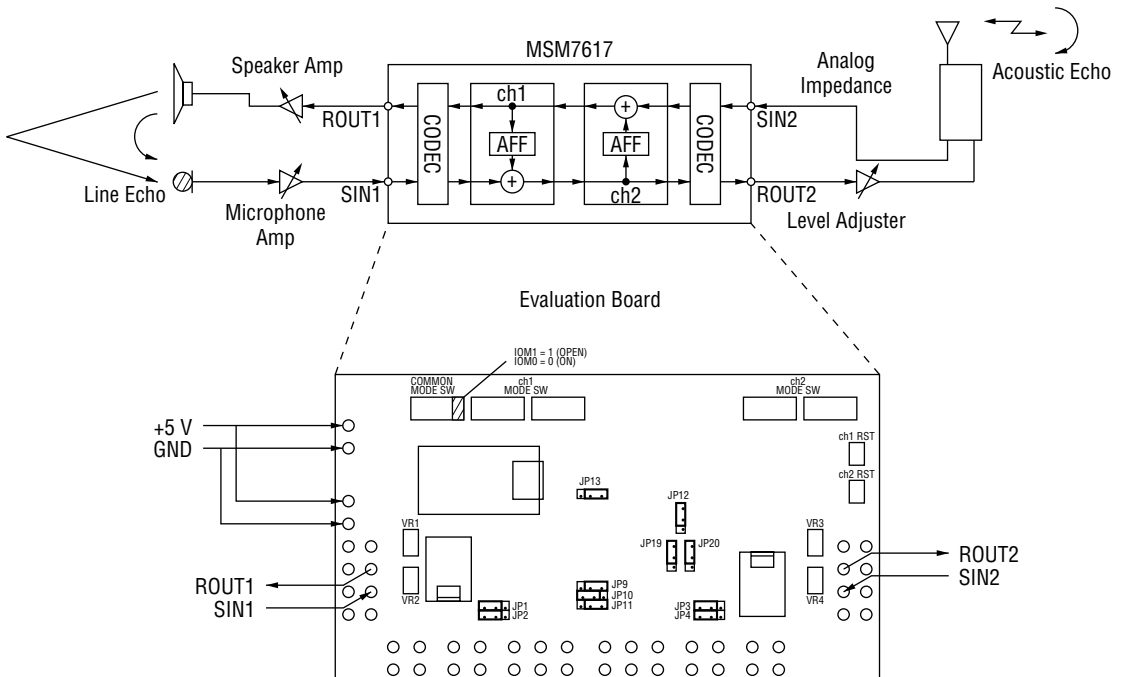 MSM7617
Speaker Amp
Analog
Impedance
Acoustic Echo
ch1
ROUT1
CODEC
AFF
+
+
AFF
CODEC
SIN2
Line Echo
Microphone
Amp
SIN1
ch2
ROUT2
Level Adjuster
Evaluation Board
IOM1 = 1 (OPEN)
IOM0 = 0 (ON)
COMMON
MODE SW
ch1
MODE SW
ch2
MODE SW
+5 V
GND
ch1 RST
ch2 RST
JP13
JP12
VR1
JP19
JP20
VR3
ROUT1
SIN1
VR2
JP9
JP10
JP11
JP1
JP2
JP3
JP4
VR4
ROUT2
SIN2